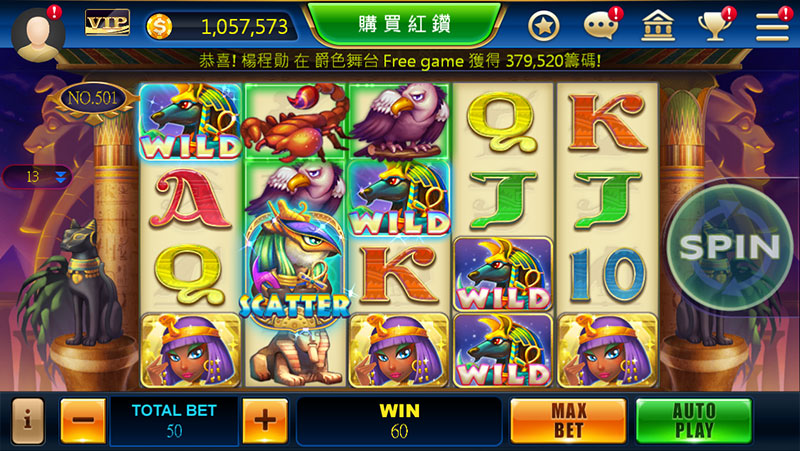 VIP
$ 1,057,573
購買紅鑽
恭喜! 楊程勛 在 爵色舞台 Free game 獲得 379,520籌碼!
NO.501
WILD
Q
K
13
A
WILD
J
J
SPIN
Q
SCATTER
K
WILD
10
WILD
i
− TOTAL BET +
50
WIN
60
MAX
BET
AUTO
PLAY